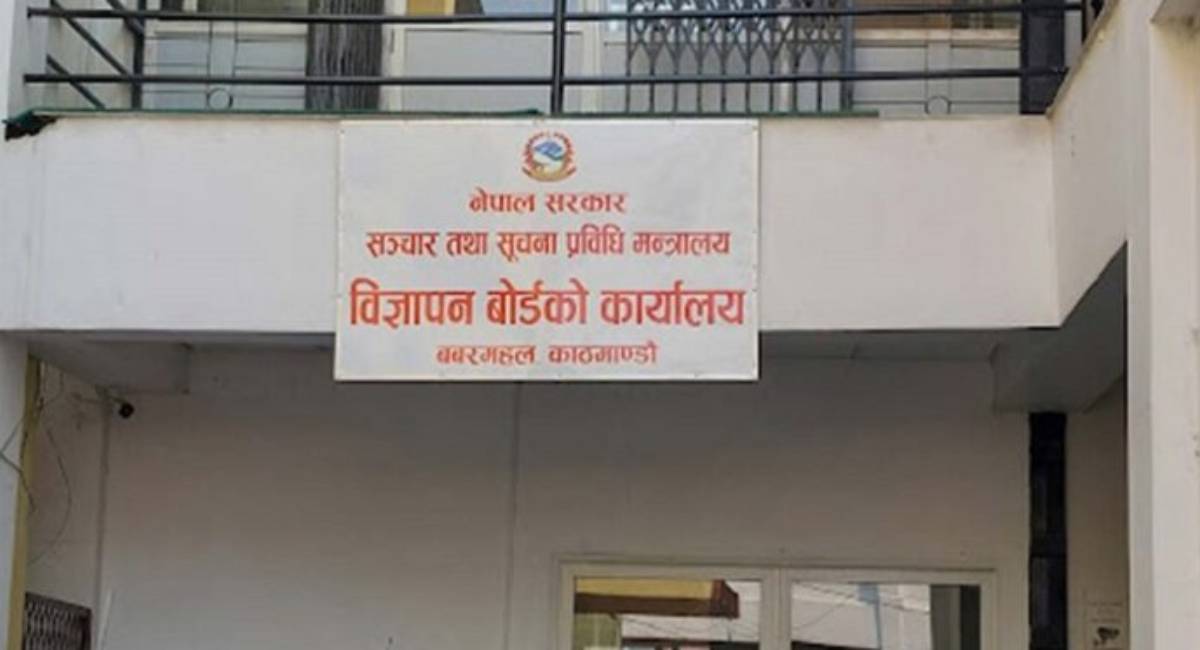 नेपाल सरकार
सञ्चार तथा सूचना प्रविधि मन्त्रालय
विज्ञापन बोर्डको कार्यालय
बबरमहल काठमाण्डौ